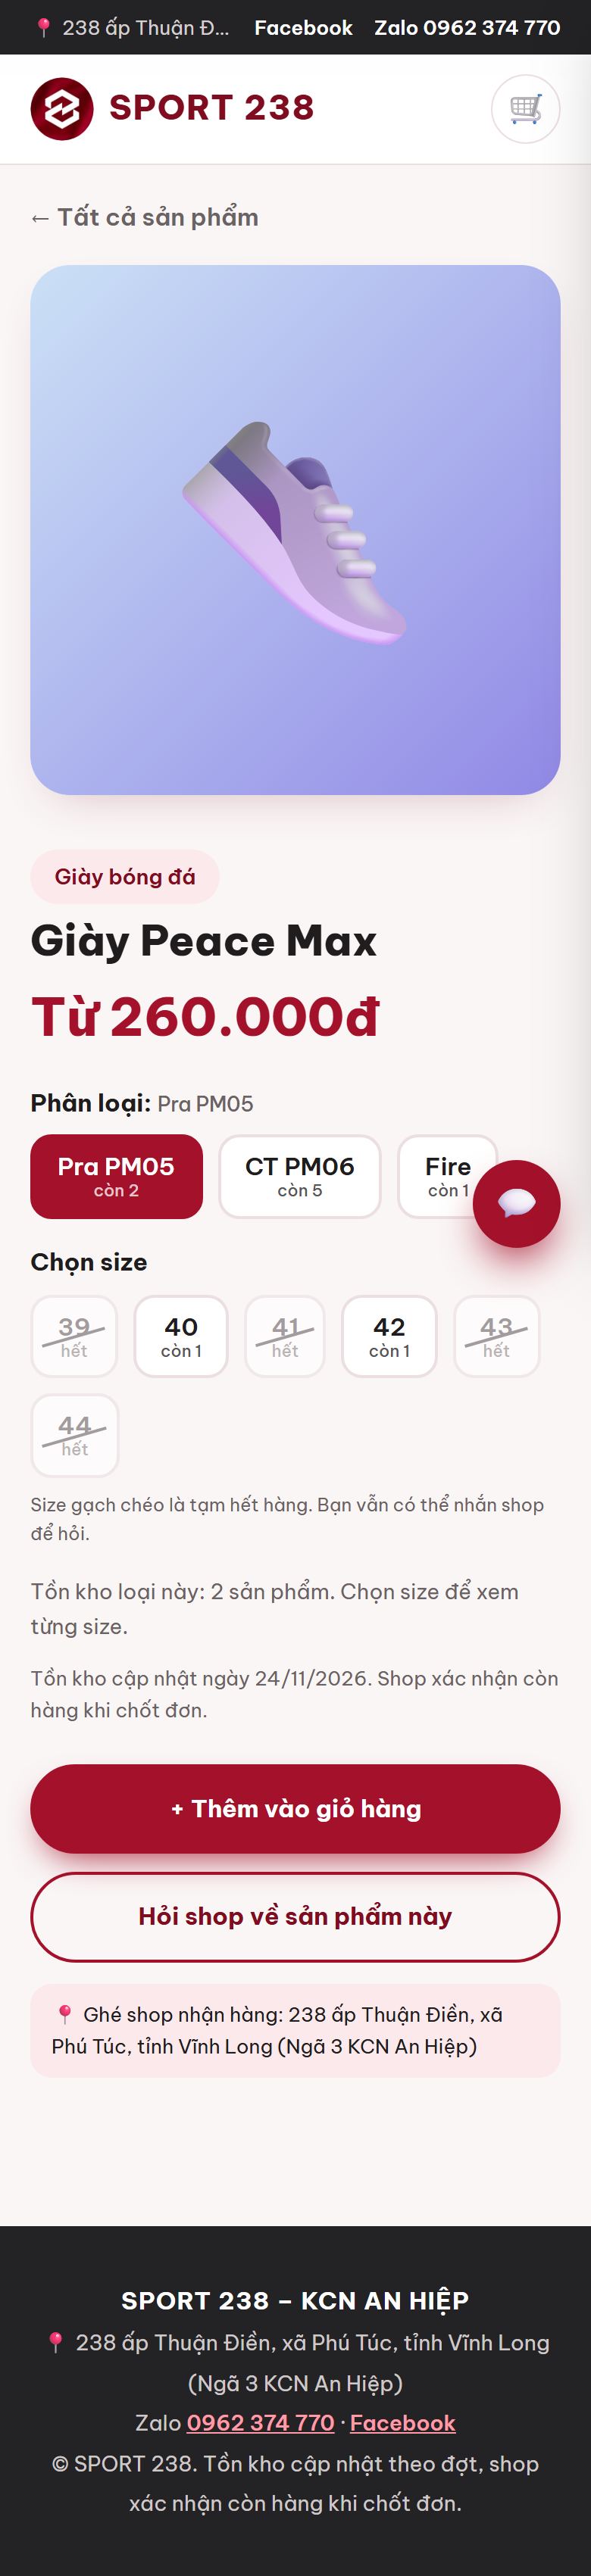 📍 238 ấp Thuận Đ... Facebook Zalo 0962 374 770
SPORT 238
← Tất cả sản phẩm
Giày bóng đá
Giày Peace Max
Từ 260.000đ
Phân loại: Pra PM05
Pra PM05 CT PM06 Fire
còn 2 còn 5 còn 1
Chọn size
39 40 41 42 43
hết còn 1 hết còn 1 hết
44
hết
Size gạch chéo là tạm hết hàng. Bạn vẫn có thể nhắn shop
để hỏi.
Tồn kho loại này: 2 sản phẩm. Chọn size để xem
từng size.
Tồn kho cập nhật ngày 24/11/2026. Shop xác nhận còn
hàng khi chốt đơn.
+ Thêm vào giỏ hàng
Hỏi shop về sản phẩm này
📍 Ghé shop nhận hàng: 238 ấp Thuận Điền, xã
Phú Túc, tỉnh Vĩnh Long (Ngã 3 KCN An Hiệp)
SPORT 238 – KCN AN HIỆP
📍 238 ấp Thuận Điền, xã Phú Túc, tỉnh Vĩnh Long
(Ngã 3 KCN An Hiệp)
Zalo 0962 374 770 · Facebook
© SPORT 238. Tồn kho cập nhật theo đợt, shop
xác nhận còn hàng khi chốt đơn.